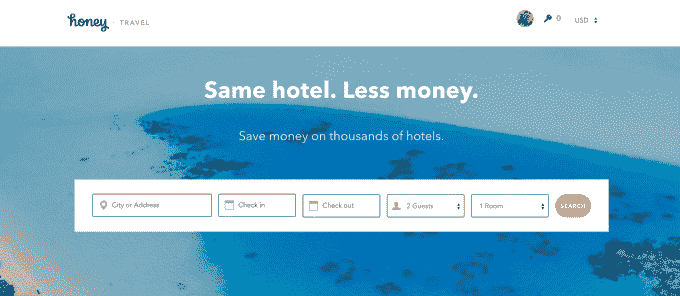 honey · TRAVEL
0
USD
Same hotel. Less money.
Save money on thousands of hotels.
City or Address
Check in
Check out
2 Guests
1 Room
SEARCH